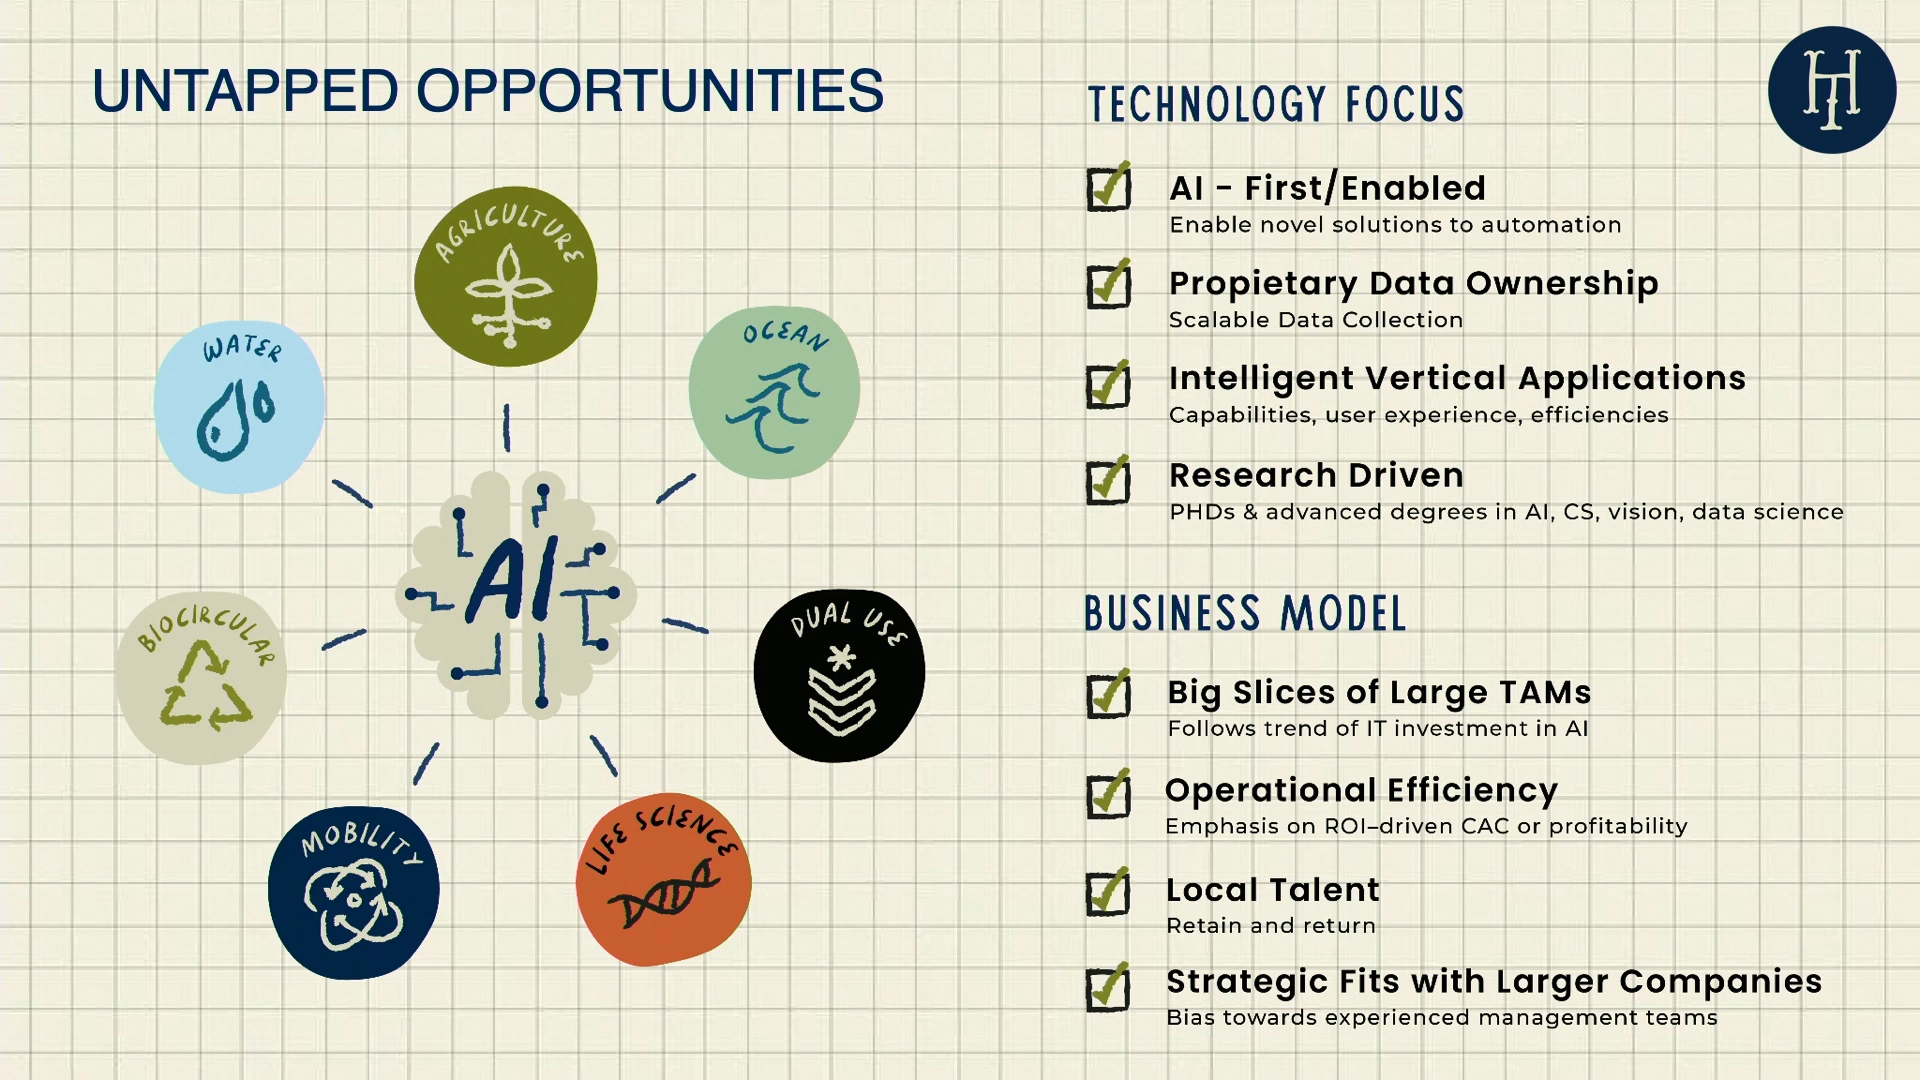 UNTAPPED OPPORTUNITIES
AGRICULTURE
WATER
OCEAN
AI
BIOCIRCULAR
DUAL USE
MOBILITY
LIFE SCIENCE
HT
TECHNOLOGY FOCUS
AI - First/Enabled
Enable novel solutions to automation
Propietary Data Ownership
Scalable Data Collection
Intelligent Vertical Applications
Capabilities, user experience, efficiencies
Research Driven
PHDs & advanced degrees in AI, CS, vision, data science
BUSINESS MODEL
Big Slices of Large TAMs
Follows trend of IT investment in AI
Operational Efficiency
Emphasis on ROI–driven CAC or profitability
Local Talent
Retain and return
Strategic Fits with Larger Companies
Bias towards experienced management teams